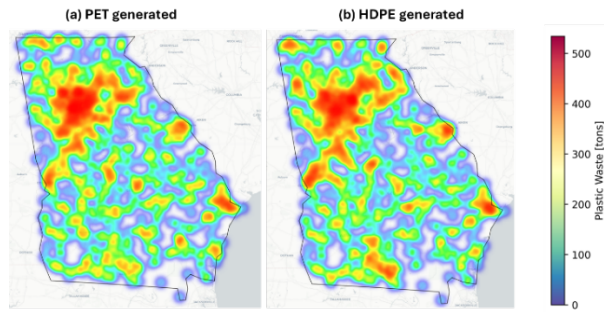 (a) PET generated
(b) HDPE generated
500
400
300
200
100
0
Plastic Waste [tons]